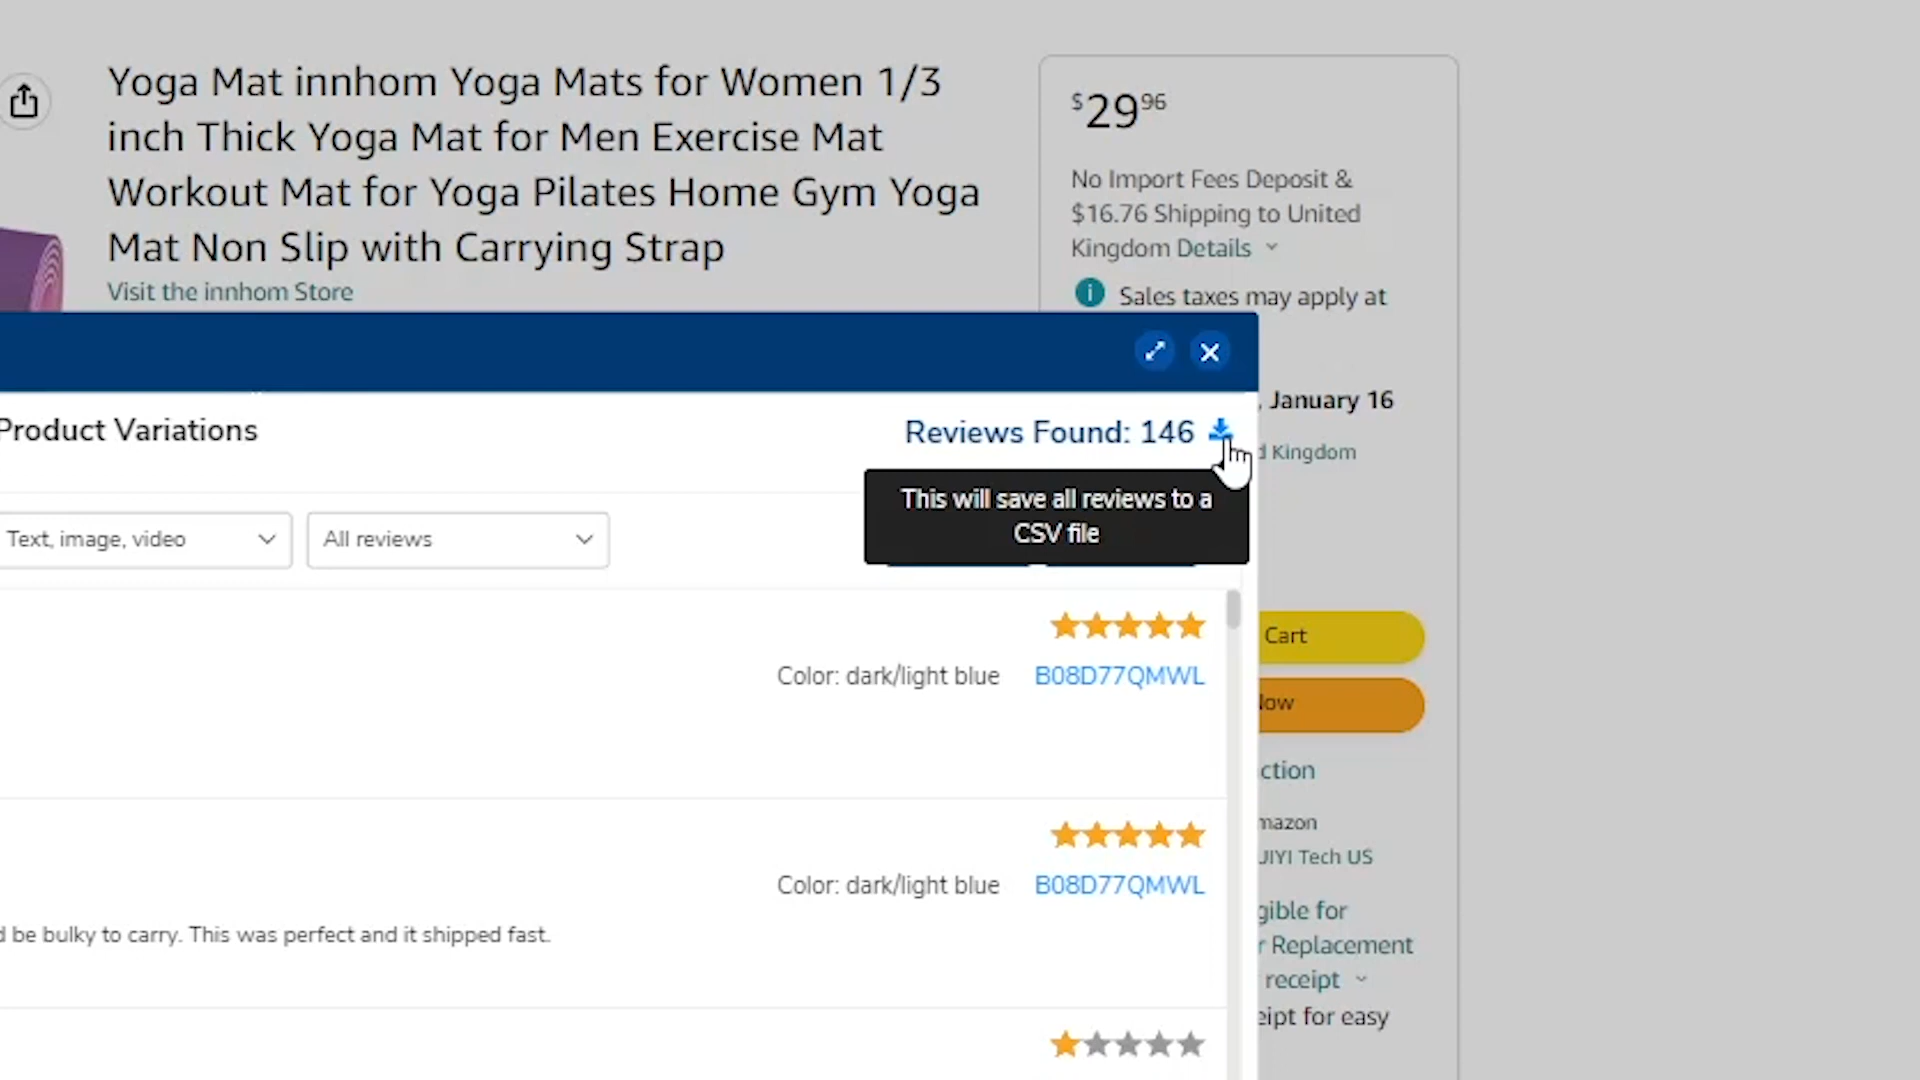 Yoga Mat innhom Yoga Mats for Women 1/3
inch Thick Yoga Mat for Men Exercise Mat
Workout Mat for Yoga Pilates Home Gym Yoga
Mat Non Slip with Carrying Strap
Visit the innhom Store
$29.96
No Import Fees Deposit &
$16.76 Shipping to United
Kingdom Details
Sales taxes may apply at
, January 16
d Kingdom
Product Variations
Reviews Found: 146
This will save all reviews to a
CSV file
Text, image, video
All reviews
Color: dark/light blue B08D77QMWL
Color: dark/light blue B08D77QMWL
d be bulky to carry. This was perfect and it shipped fast.
Cart
Now
ction
mazon
UIYI Tech US
gible for
r Replacement
receipt
eipt for easy